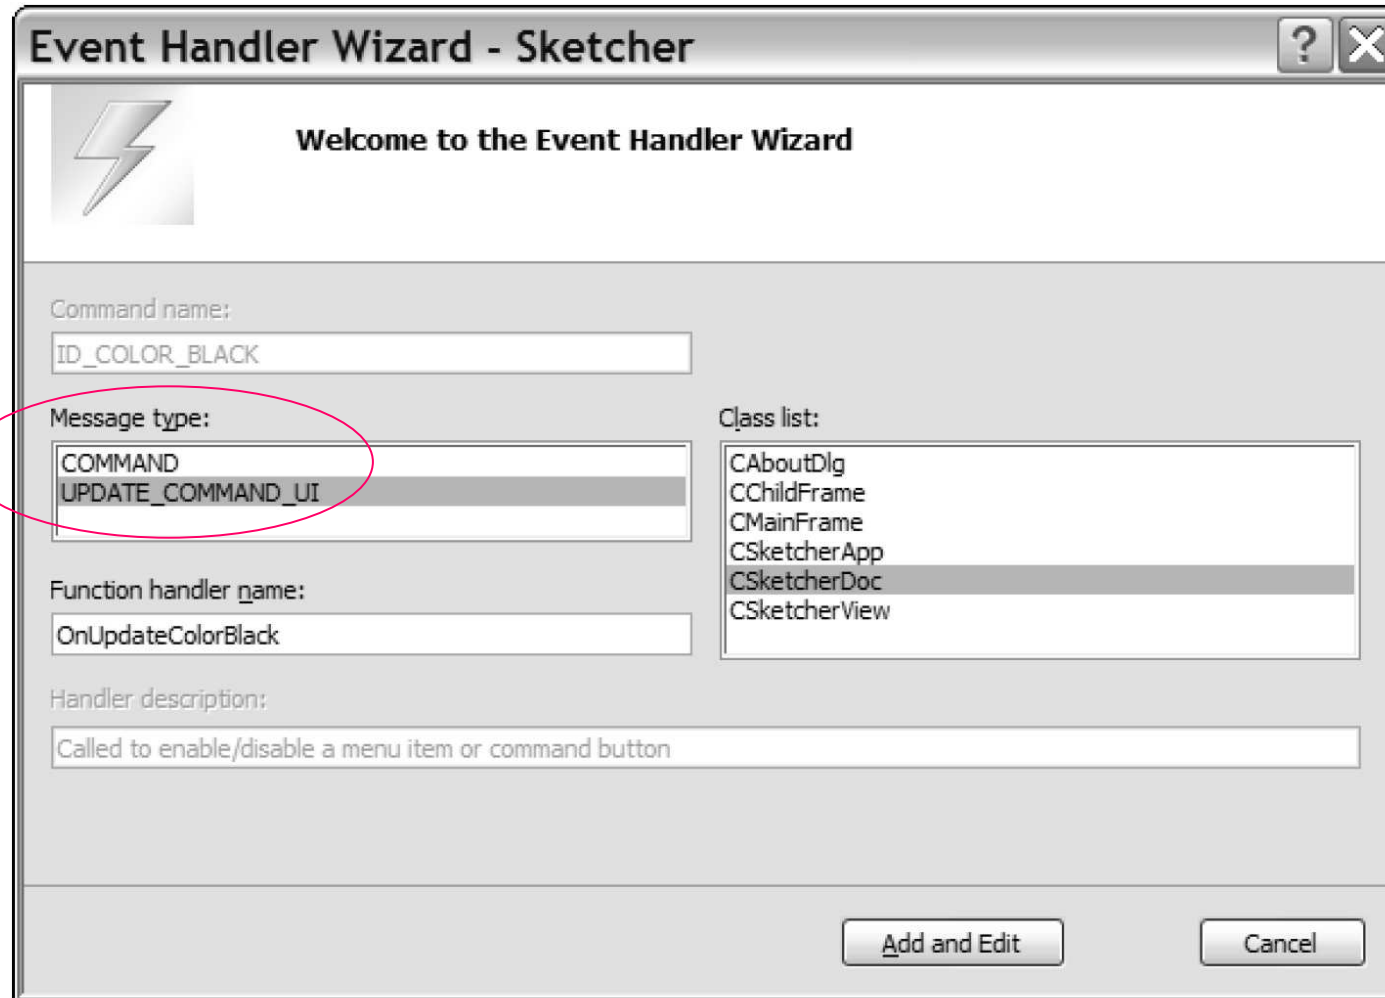 Event Handler Wizard - Sketcher
Welcome to the Event Handler Wizard
Command name:
ID_COLOR_BLACK
Message type:
COMMAND
UPDATE_COMMAND_UI
Class list:
CAboutDlg
CChildFrame
CMainFrame
CSketcherApp
CSketcherDoc
CSketcherView
Function handler name:
OnUpdateColorBlack
Handler description:
Called to enable/disable a menu item or command button
Add and Edit
Cancel